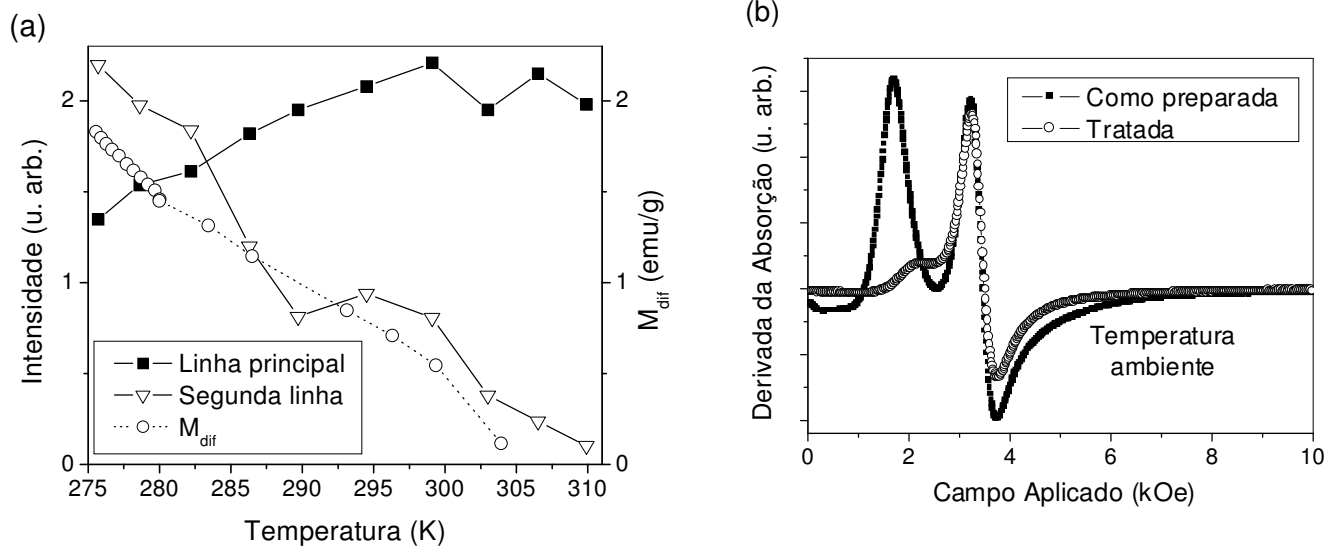 (a)
Intensidade (u. arb.)
2
1
0
2
1
0
M_dif (emu/g)
Linha principal
Segunda linha
M_dif
275 280 285 290 295 300 305 310
Temperatura (K)
(b)
Derivada da Absorção (u. arb.)
Como preparada
Tratada
Temperatura
ambiente
0 2 4 6 8 10
Campo Aplicado (kOe)